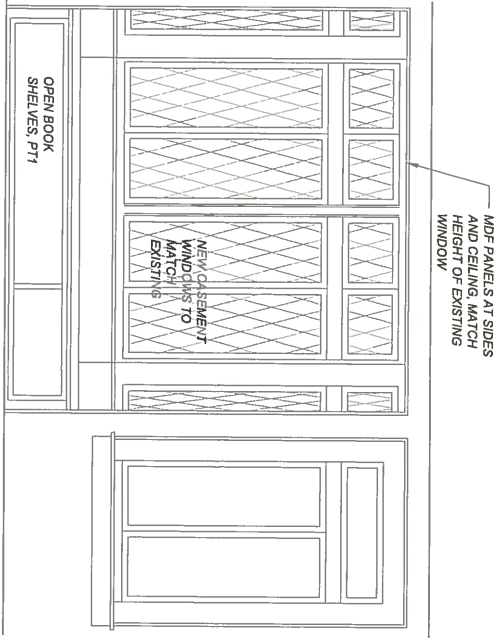 MDF PANELS AT SIDES
AND CEILING, MATCH
HEIGHT OF EXISTING
WINDOW
NEW CASEMENT
WINDOWS TO
MATCH
EXISTING
OPEN BOOK
SHELVES, PT1